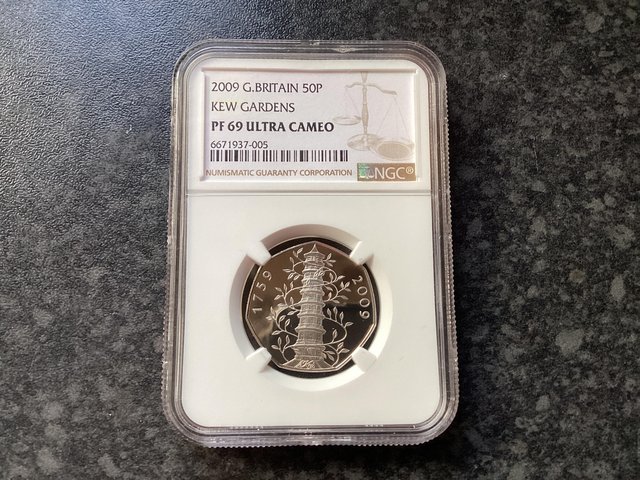 2009 G.BRITAIN 50P
KEW GARDENS
PF 69 ULTRA CAMEO
6671937-005
NUMISMATIC GUARANTY CORPORATION NGC®
1759 2009